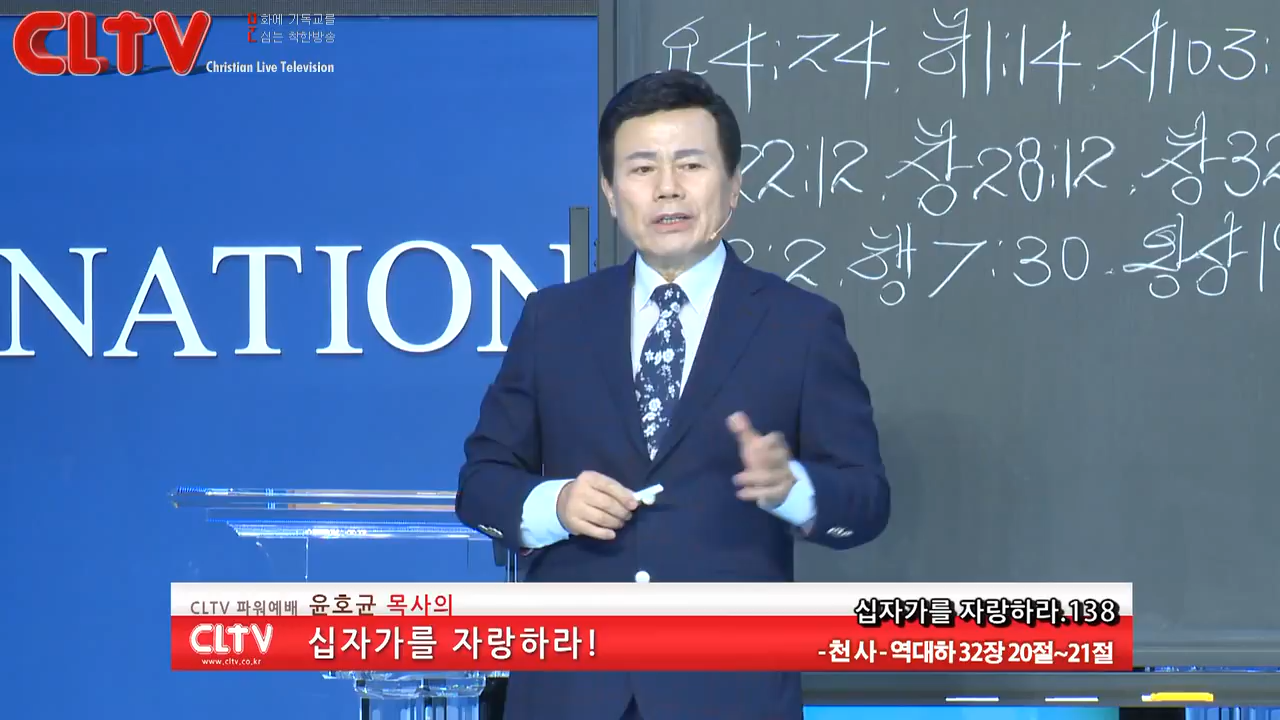 CLTV
화에 기독교를
심는 착한방송
Christian Live Television
NATION
요4:24.히1:14.시103:
22:12.창28:12.창32
:2.행7:30.왕상19
CLTV 파워예배 윤호균 목사의
십자가를 자랑하라.138
CLTV
www.cltv.co.kr
십자가를 자랑하라!
-천 사 - 역대하 32장 20절~21절